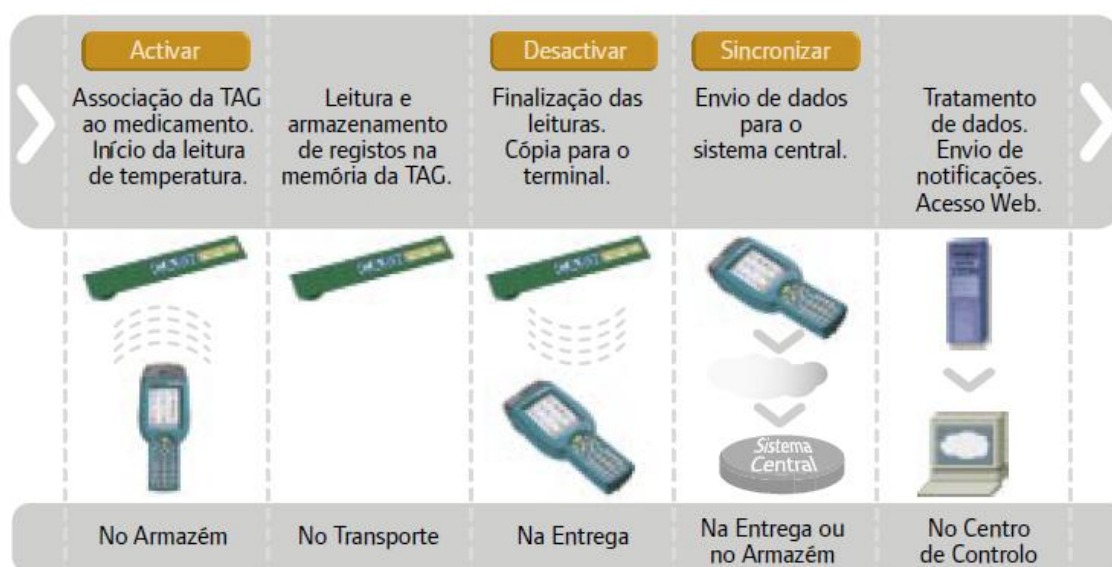 Activar
Associação da TAG
ao medicamento.
Início da leitura
de temperatura.
Leitura e
armazenamento
de registos na
memória da TAG.
Desactivar
Finalização das
leituras.
Cópia para o
terminal.
Sincronizar
Envio de dados
para o
sistema central.
Tratamento
de dados.
Envio de
notificações.
Acesso Web.
Sistema
Central
No Armazém
No Transporte
Na Entrega
Na Entrega ou
no Armazém
No Centro
de Controlo